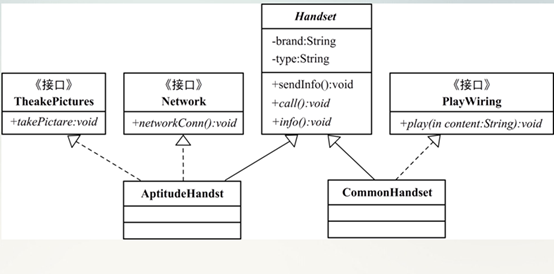 Handset
-brand:String
-type:String
+sendInfo():void
+call():void
+info():void
《接口》
TheakePictures
+takePictare:void
《接口》
Network
+networkConn():void
《接口》
PlayWiring
+play(in content:String):void
AptitudeHandst
CommonHandset